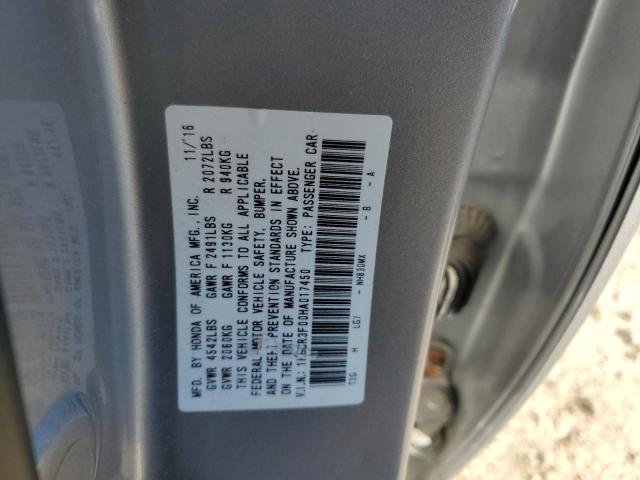 MFD. BY HONDA OF AMERICA MFG., INC. 11/16
GVWR 4542LBS GAWR F 2491LBS R 2072LBS
GVWR 2060KG GAWR F 1130KG R 940KG
THIS VEHICLE CONFORMS TO ALL APPLICABLE
FEDERAL MOTOR VEHICLE SAFETY, BUMPER,
AND THEFT PREVENTION STANDARDS IN EFFECT
ON THE DATE OF MANUFACTURE SHOWN ABOVE.
V.I.N.: 1HGCR3F00HA017450 TYPE: PASSENGER CAR
T2G H LG7 NH830MX - B - A